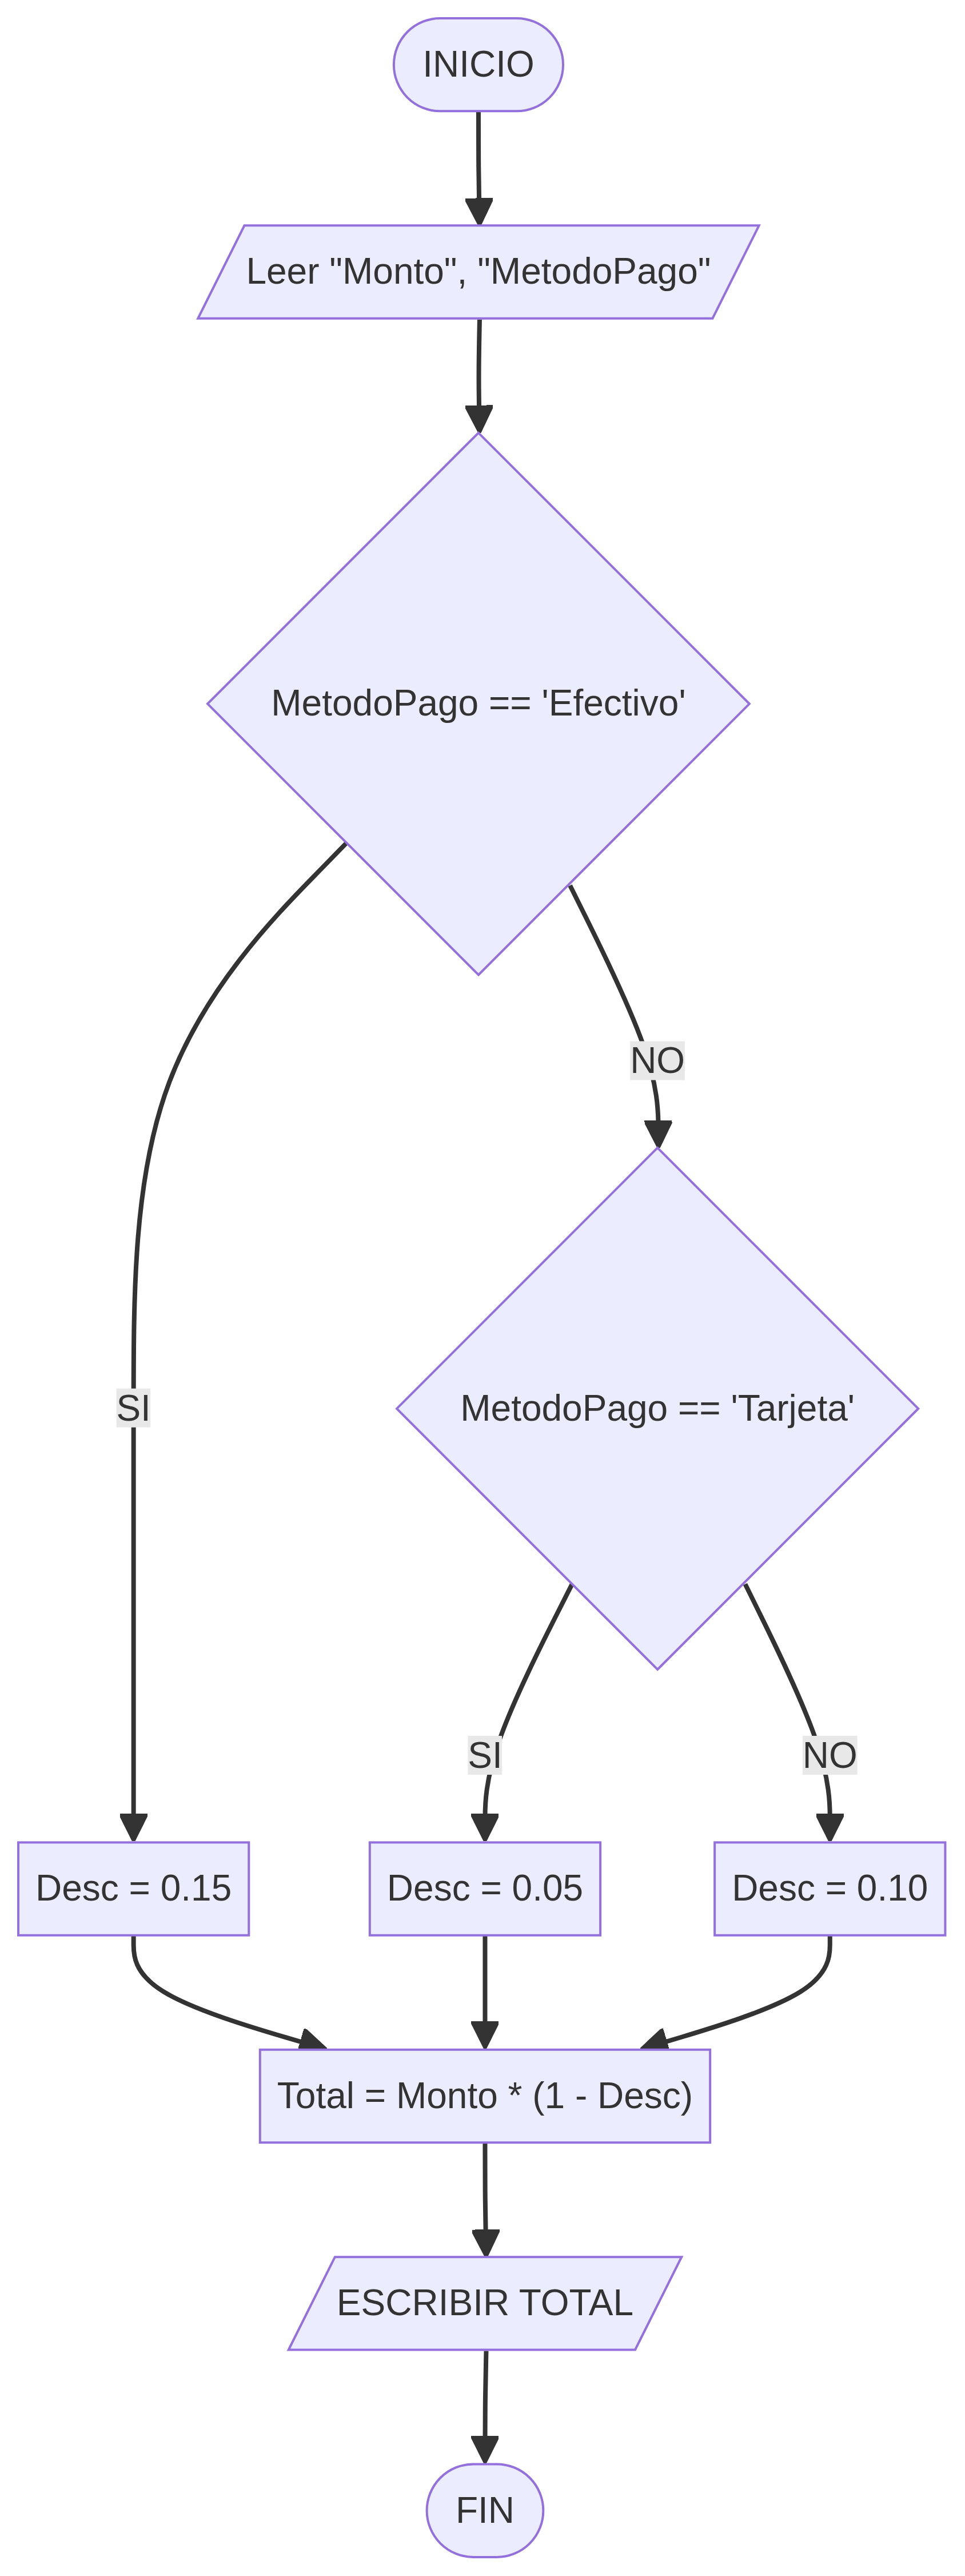 INICIO
Leer "Monto", "MetodoPago"
MetodoPago == 'Efectivo'
NO
SI
MetodoPago == 'Tarjeta'
SI
NO
Desc = 0.15
Desc = 0.05
Desc = 0.10
Total = Monto * (1 - Desc)
ESCRIBIR TOTAL
FIN